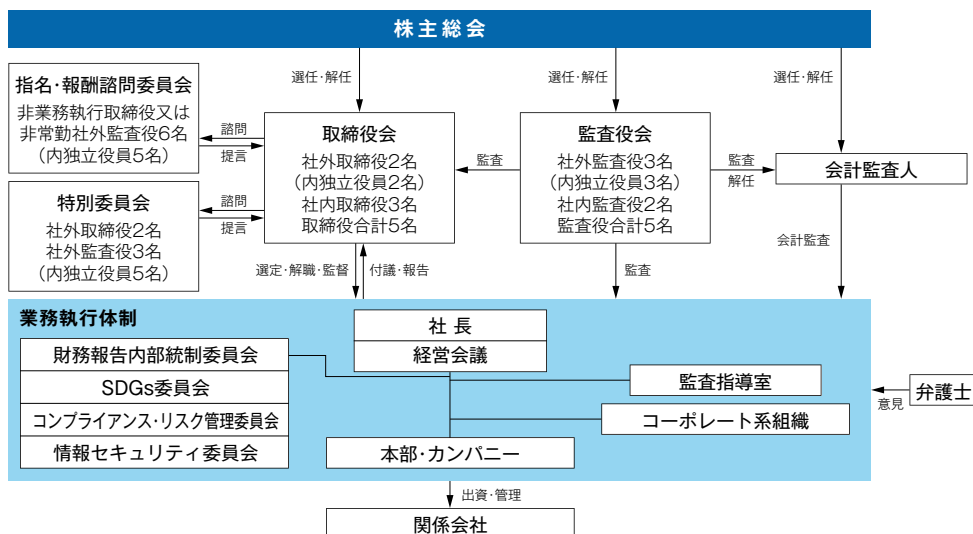 株主総会
選任・解任
選任・解任
選任・解任
指名・報酬諮問委員会
非業務執行取締役又は
非常勤社外監査役6名
（内独立役員5名）
諮問
提言
特別委員会
社外取締役2名
社外監査役3名
（内独立役員5名）
諮問
提言
取締役会
社外取締役2名
（内独立役員2名）
社内取締役3名
取締役合計5名
監査
監査役会
社外監査役3名
（内独立役員3名）
社内監査役2名
監査役合計5名
監査
解任
会計監査人
選定・解職・監督
付議・報告
監査
会計監査
業務執行体制
社長
経営会議
財務報告内部統制委員会
SDGs委員会
コンプライアンス・リスク管理委員会
情報セキュリティ委員会
監査指導室
コーポレート系組織
本部・カンパニー
弁護士
意見
出資・管理
関係会社